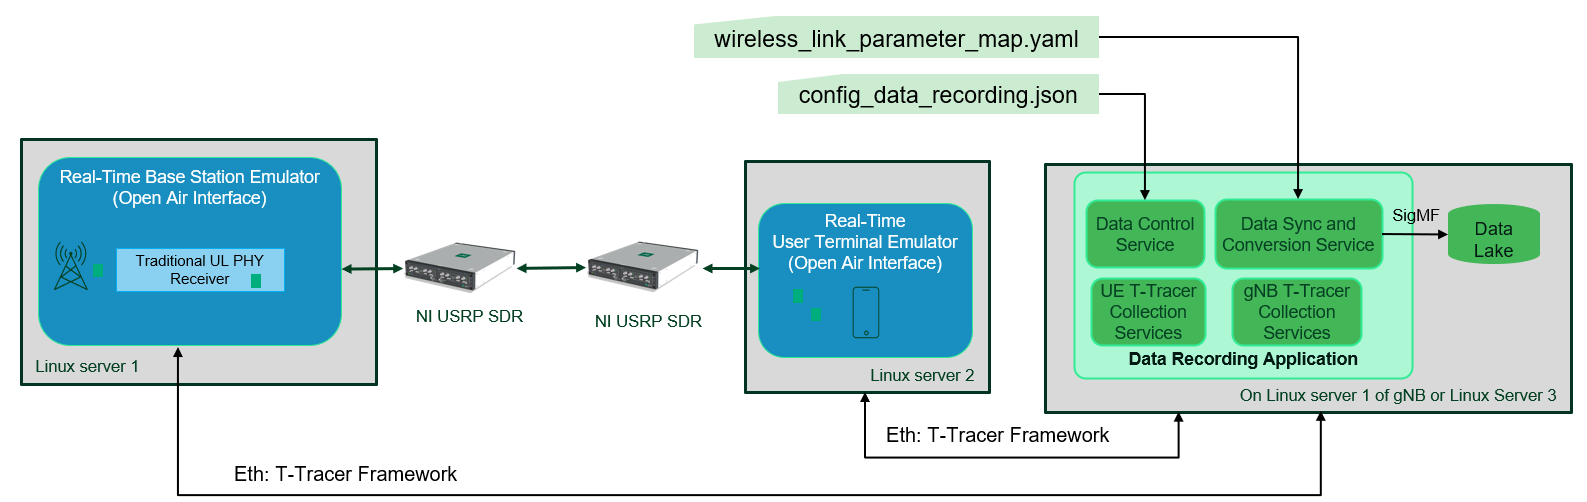 wireless_link_parameter_map.yaml
config_data_recording.json
Real-Time Base Station Emulator
(Open Air Interface)
Traditional UL PHY
Receiver
Linux server 1
NI USRP SDR
NI USRP SDR
Real-Time
User Terminal Emulator
(Open Air Interface)
Linux server 2
Data Control
Service
Data Sync and
Conversion Service
UE T-Tracer
Collection
Services
gNB T-Tracer
Collection
Services
Data Recording Application
SigMF
Data
Lake
On Linux server 1 of gNB or Linux Server 3
Eth: T-Tracer Framework
Eth: T-Tracer Framework